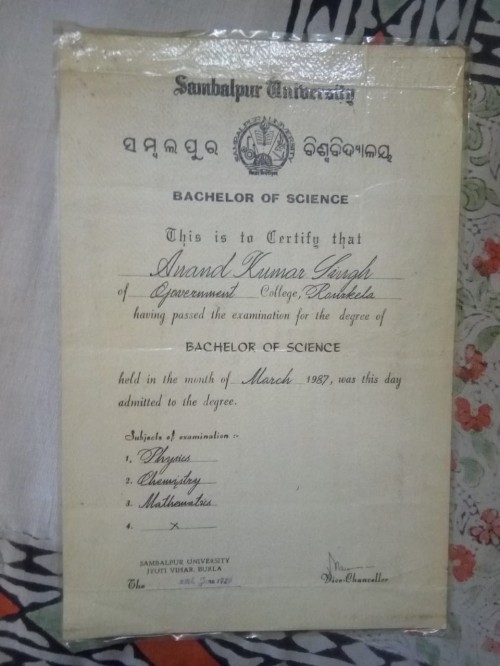 Sambalpur University
ସମ୍ବଲପୁର ବିଶ୍ୱବିଦ୍ୟାଳୟ
BACHELOR OF SCIENCE
This is to Certify that
Anand Kumar Singh
of Government College, Rourkela
having passed the examination for the degree of
BACHELOR OF SCIENCE
held in the month of March 1987, was this day
admitted to the degree.
Subjects of examination :-
1. Physics
2. Chemistry
3. Mathematics
4. x
SAMBALPUR UNIVERSITY
JYOTI VIHAR, BURLA
The
Vice-Chancellor